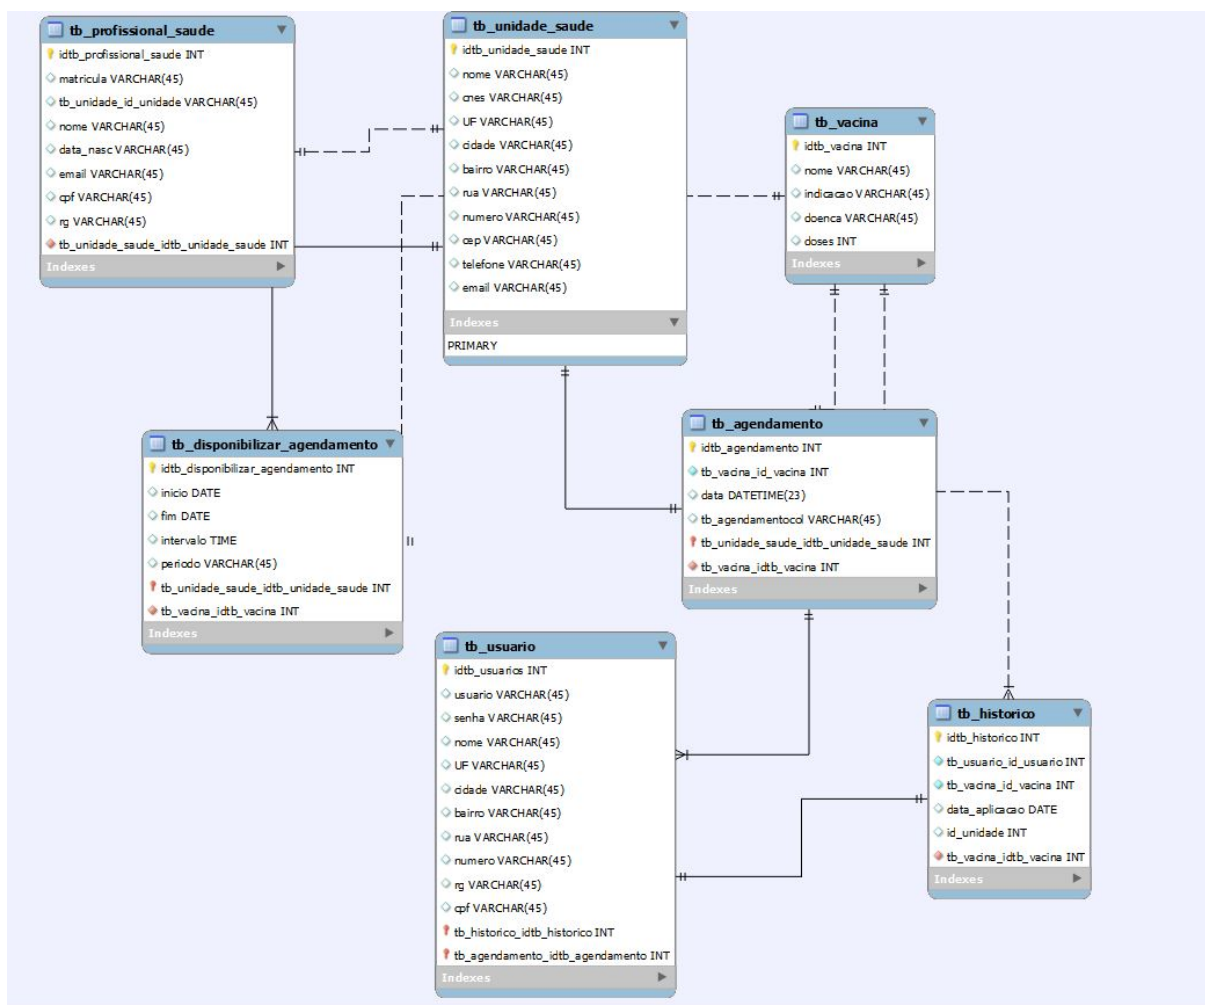 tb_profissional_saude
idtb_profissional_saude INT
matricula VARCHAR(45)
tb_unidade_id_unidade VARCHAR(45)
nome VARCHAR(45)
data_nasc VARCHAR(45)
email VARCHAR(45)
cpf VARCHAR(45)
rg VARCHAR(45)
tb_unidade_saude_idtb_unidade_saude INT
Indexes
tb_unidade_saude
idtb_unidade_saude INT
nome VARCHAR(45)
cnes VARCHAR(45)
UF VARCHAR(45)
cidade VARCHAR(45)
bairro VARCHAR(45)
rua VARCHAR(45)
numero VARCHAR(45)
cep VARCHAR(45)
telefone VARCHAR(45)
email VARCHAR(45)
Indexes
PRIMARY
tb_vacina
idtb_vacina INT
nome VARCHAR(45)
indicacao VARCHAR(45)
doenca VARCHAR(45)
doses INT
Indexes
tb_disponibilizar_agendamento
idtb_disponibilizar_agendamento INT
inicio DATE
fim DATE
intervalo TIME
periodo VARCHAR(45)
tb_unidade_saude_idtb_unidade_saude INT
tb_vacina_idtb_vacina INT
Indexes
tb_agendamento
idtb_agendamento INT
tb_vacina_id_vacina INT
data DATETIME(23)
tb_agendamentocol VARCHAR(45)
tb_unidade_saude_idtb_unidade_saude INT
tb_vacina_idtb_vacina INT
Indexes
tb_usuario
idtb_usuarios INT
usuario VARCHAR(45)
senha VARCHAR(45)
nome VARCHAR(45)
UF VARCHAR(45)
cidade VARCHAR(45)
bairro VARCHAR(45)
rua VARCHAR(45)
numero VARCHAR(45)
rg VARCHAR(45)
cpf VARCHAR(45)
tb_historico_idtb_historico INT
tb_agendamento_idtb_agendamento INT
Indexes
tb_historico
idtb_historico INT
tb_usuario_id_usuario INT
tb_vacina_id_vacina INT
data_aplicacao DATE
id_unidade INT
tb_vacina_idtb_vacina INT
Indexes